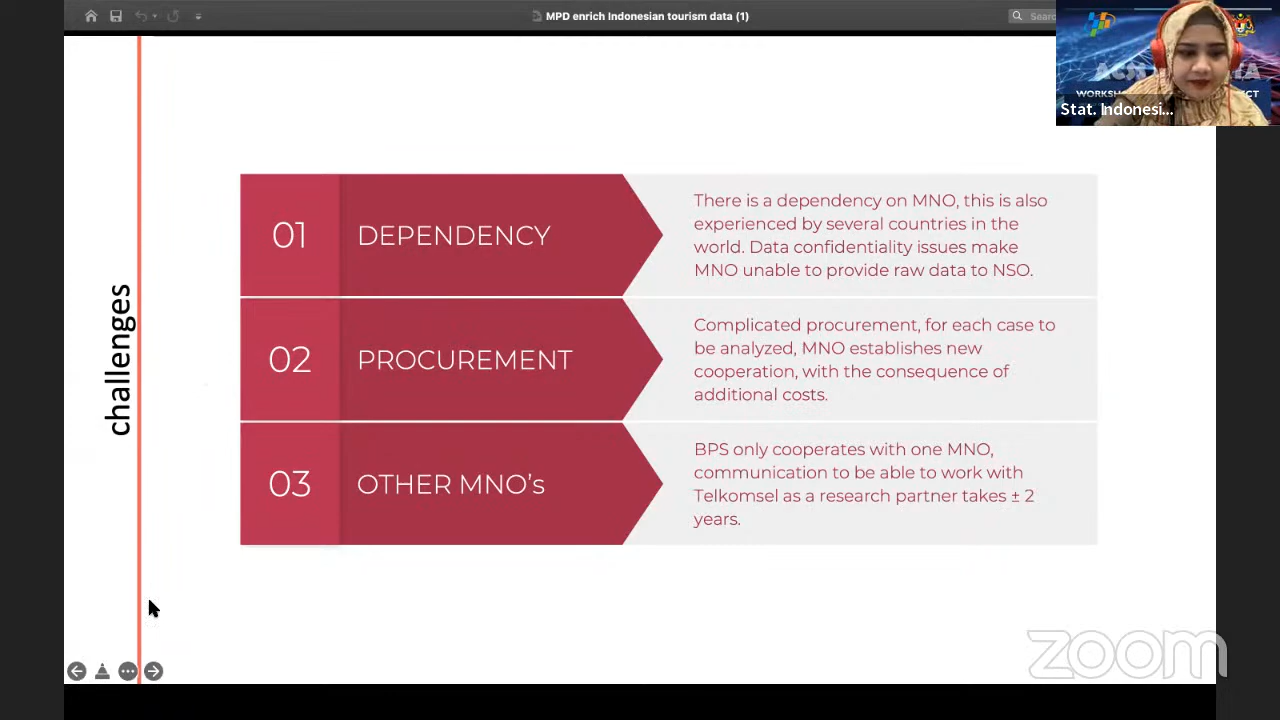 MPD enrich Indonesian tourism data (1)
Stat. Indonesi...
challenges
01
DEPENDENCY
There is a dependency on MNO, this is also
experienced by several countries in the
world. Data confidentiality issues make
MNO unable to provide raw data to NSO.
02
PROCUREMENT
Complicated procurement, for each case to
be analyzed, MNO establishes new
cooperation, with the consequence of
additional costs.
03
OTHER MNO's
BPS only cooperates with one MNO,
communication to be able to work with
Telkomsel as a research partner takes ± 2
years.
zoom